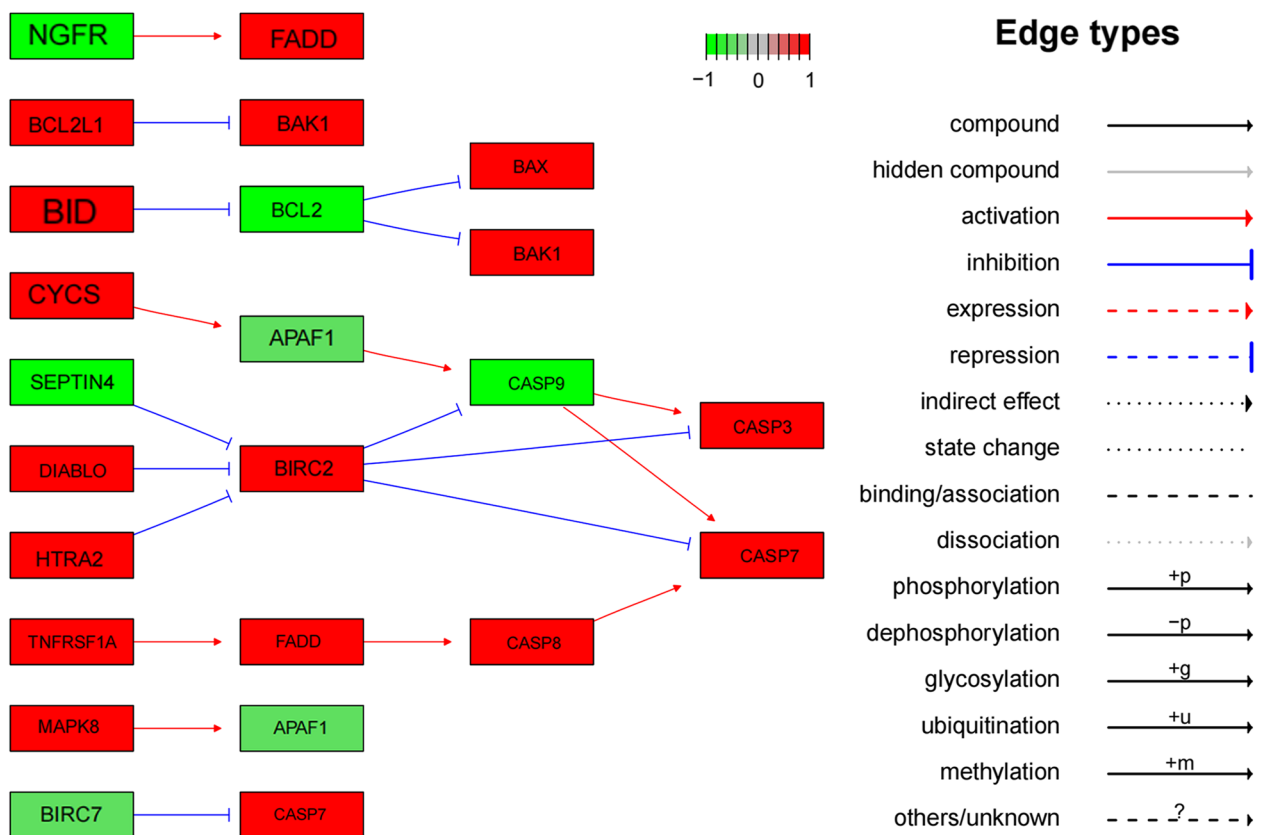 NGFR
FADD
BCL2L1
BAK1
BAX
BID
BCL2
BAK1
CYCS
APAF1
SEPTIN4
CASP9
CASP3
DIABLO
BIRC2
HTRA2
CASP7
TNFRSF1A
FADD
CASP8
MAPK8
APAF1
BIRC7
CASP7
−1 0 1
Edge types
compound
hidden compound
activation
inhibition
expression
repression
indirect effect
state change
binding/association
dissociation
phosphorylation +p
dephosphorylation −p
glycosylation +g
ubiquitination +u
methylation +m
others/unknown ?